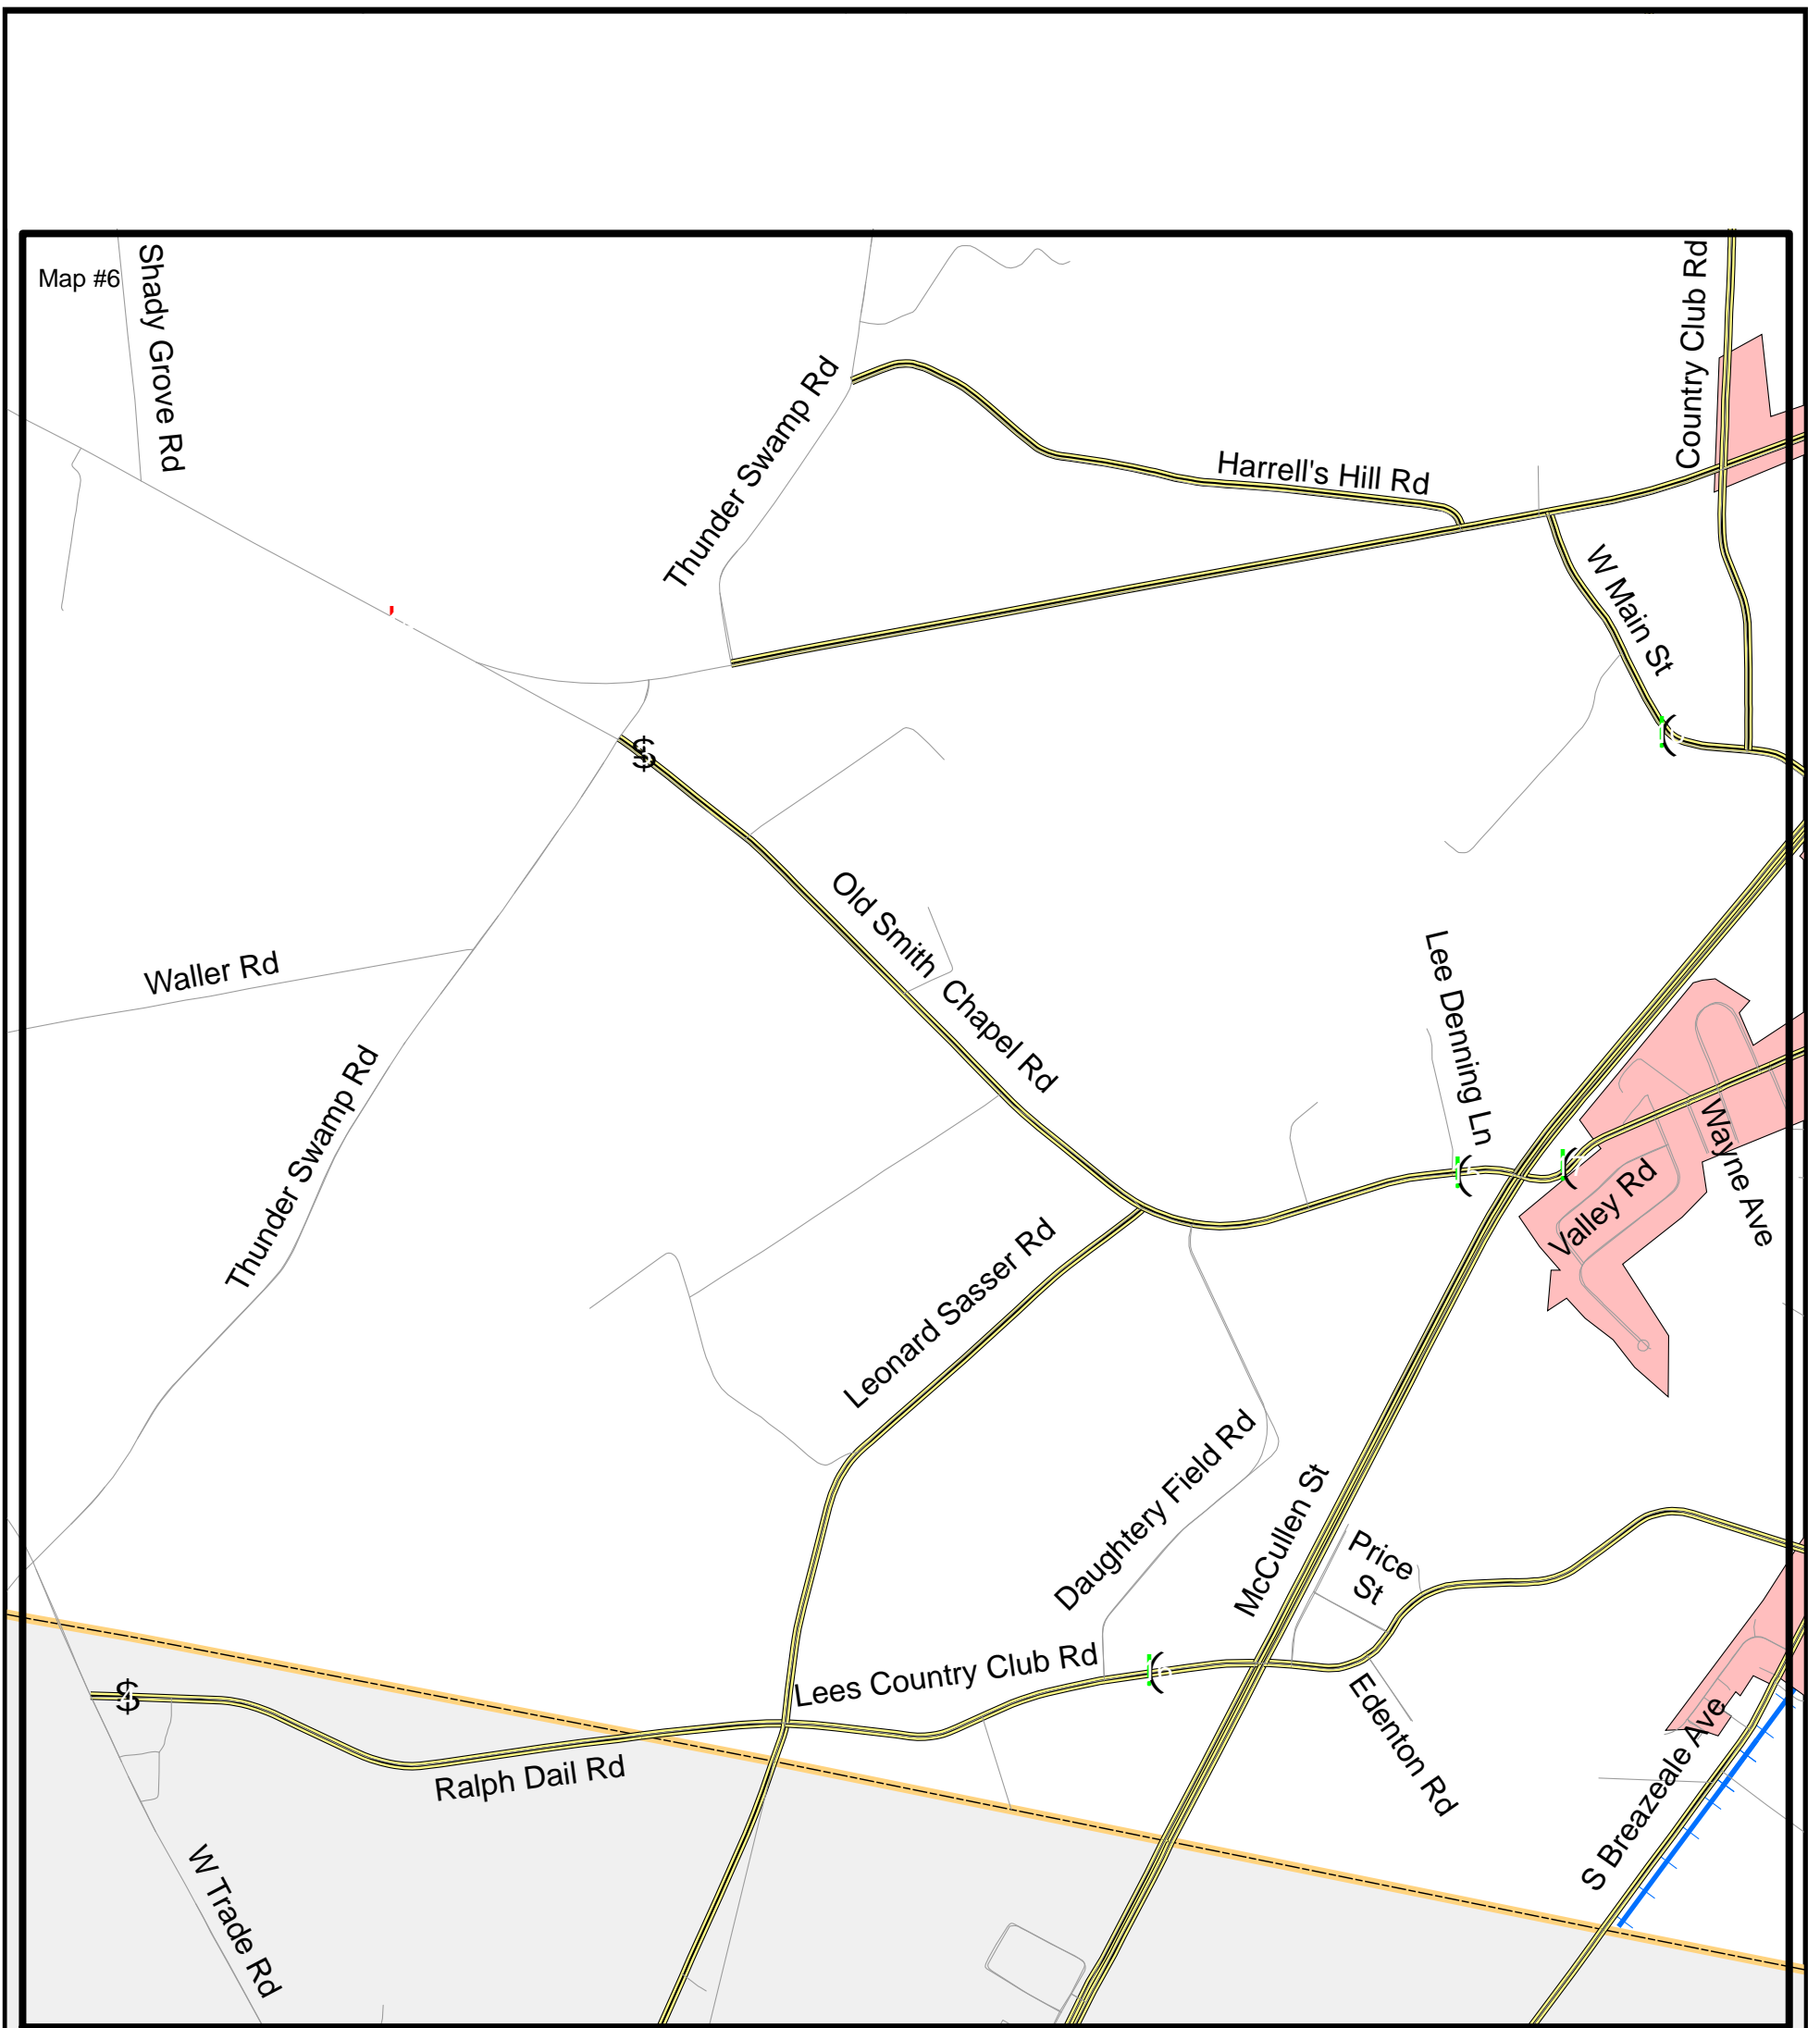 Map #6
Shady Grove Rd
Country Club Rd
Thunder Swamp Rd
Harrell's Hill Rd
W Main St
$
Old Smith Chapel Rd
Waller Rd
Lee Denning Ln
Thunder Swamp Rd
Wayne Ave
Valley Rd
Leonard Sasser Rd
Daughtery Field Rd
McCullen St
Price
St
Lees Country Club Rd
Edenton Rd
$
Ralph Dail Rd
S Breazeale Ave
W Trade Rd